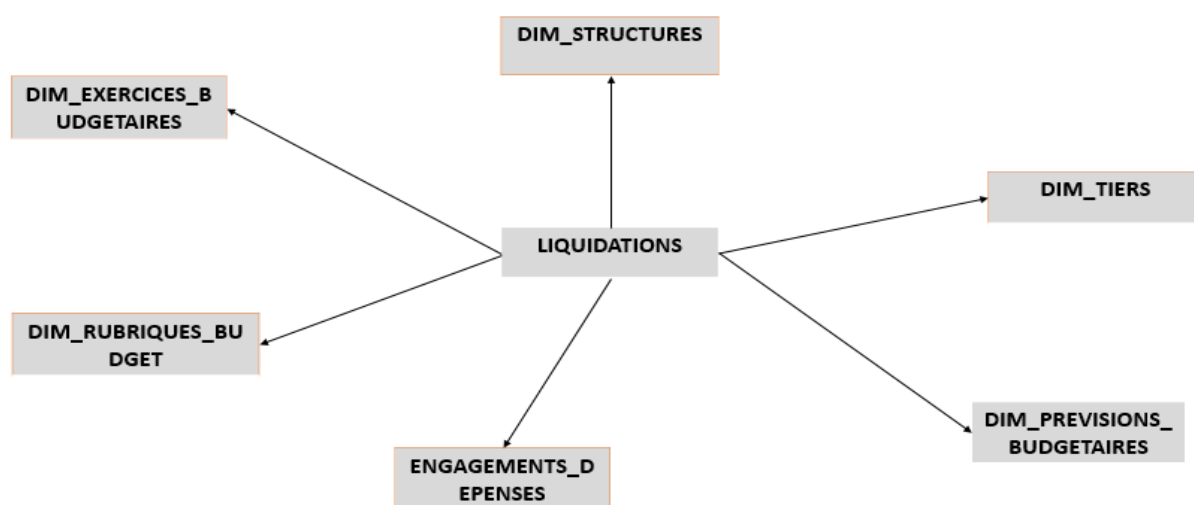 DIM_STRUCTURES
DIM_EXERCICES_B
UDGETAIRES
DIM_TIERS
LIQUIDATIONS
DIM_RUBRIQUES_BU
DGET
DIM_PREVISIONS_
BUDGETAIRES
ENGAGEMENTS_D
EPENSES